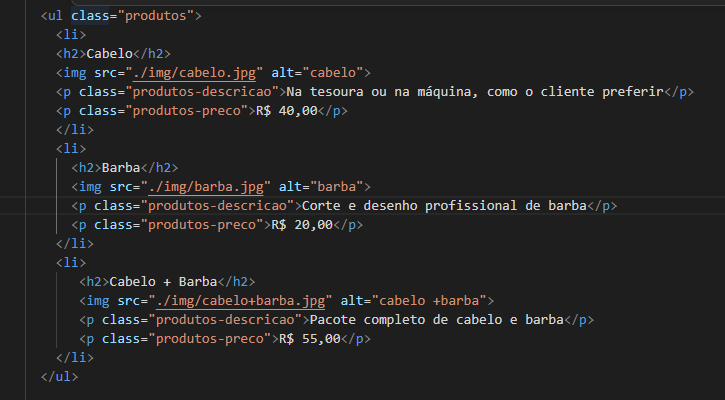 <ul class="produtos">
<li>
<h2>Cabelo</h2>
<img src="./img/cabelo.jpg" alt="cabelo">
<p class="produtos-descricao">Na tesoura ou na máquina, como o cliente preferir</p>
<p class="produtos-preco">R$ 40,00</p>
</li>
<li>
<h2>Barba</h2>
<img src="./img/barba.jpg" alt="barba">
<p class="produtos-descricao">Corte e desenho profissional de barba</p>
<p class="produtos-preco">R$ 20,00</p>
</li>
<li>
<h2>Cabelo + Barba</h2>
<img src="./img/cabelo+barba.jpg" alt="cabelo +barba">
<p class="produtos-descricao">Pacote completo de cabelo e barba</p>
<p class="produtos-preco">R$ 55,00</p>
</li>
</ul>